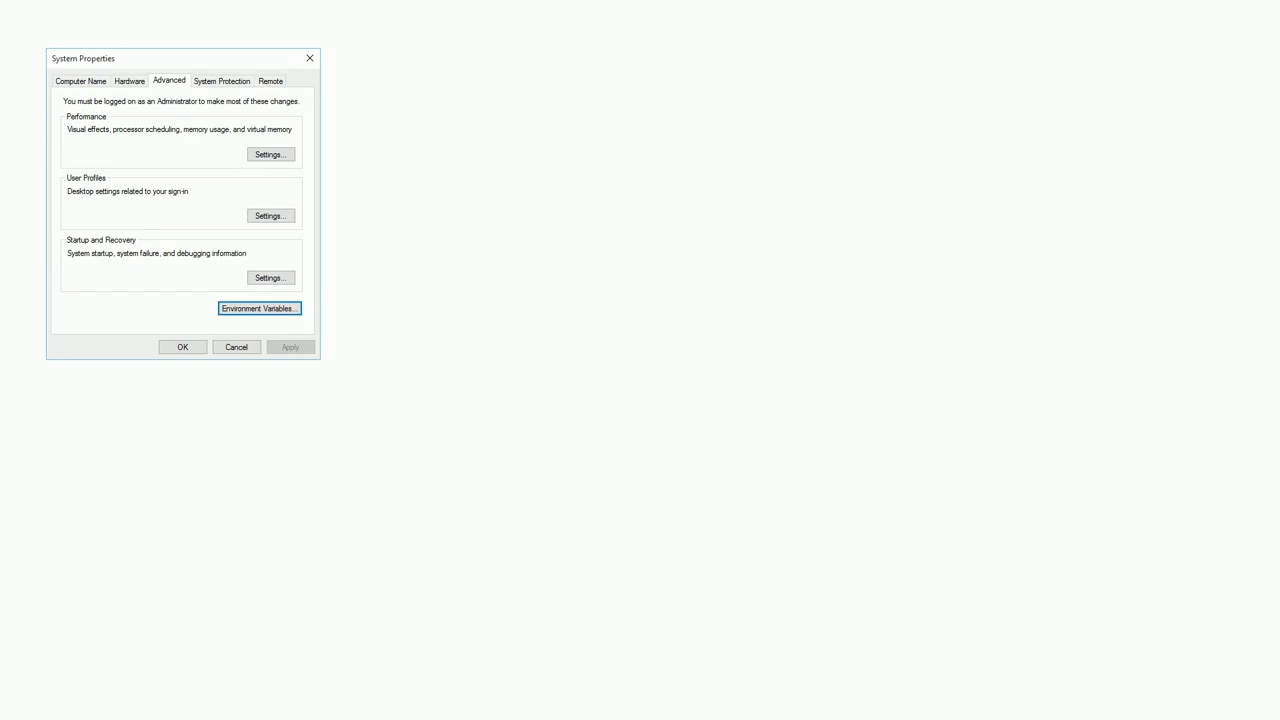 System Properties
Computer Name Hardware Advanced System Protection Remote
You must be logged on as an Administrator to make most of these changes.
Performance
Visual effects, processor scheduling, memory usage, and virtual memory
Settings...
User Profiles
Desktop settings related to your sign-in
Settings...
Startup and Recovery
System startup, system failure, and debugging information
Settings...
Environment Variables...
OK Cancel Apply